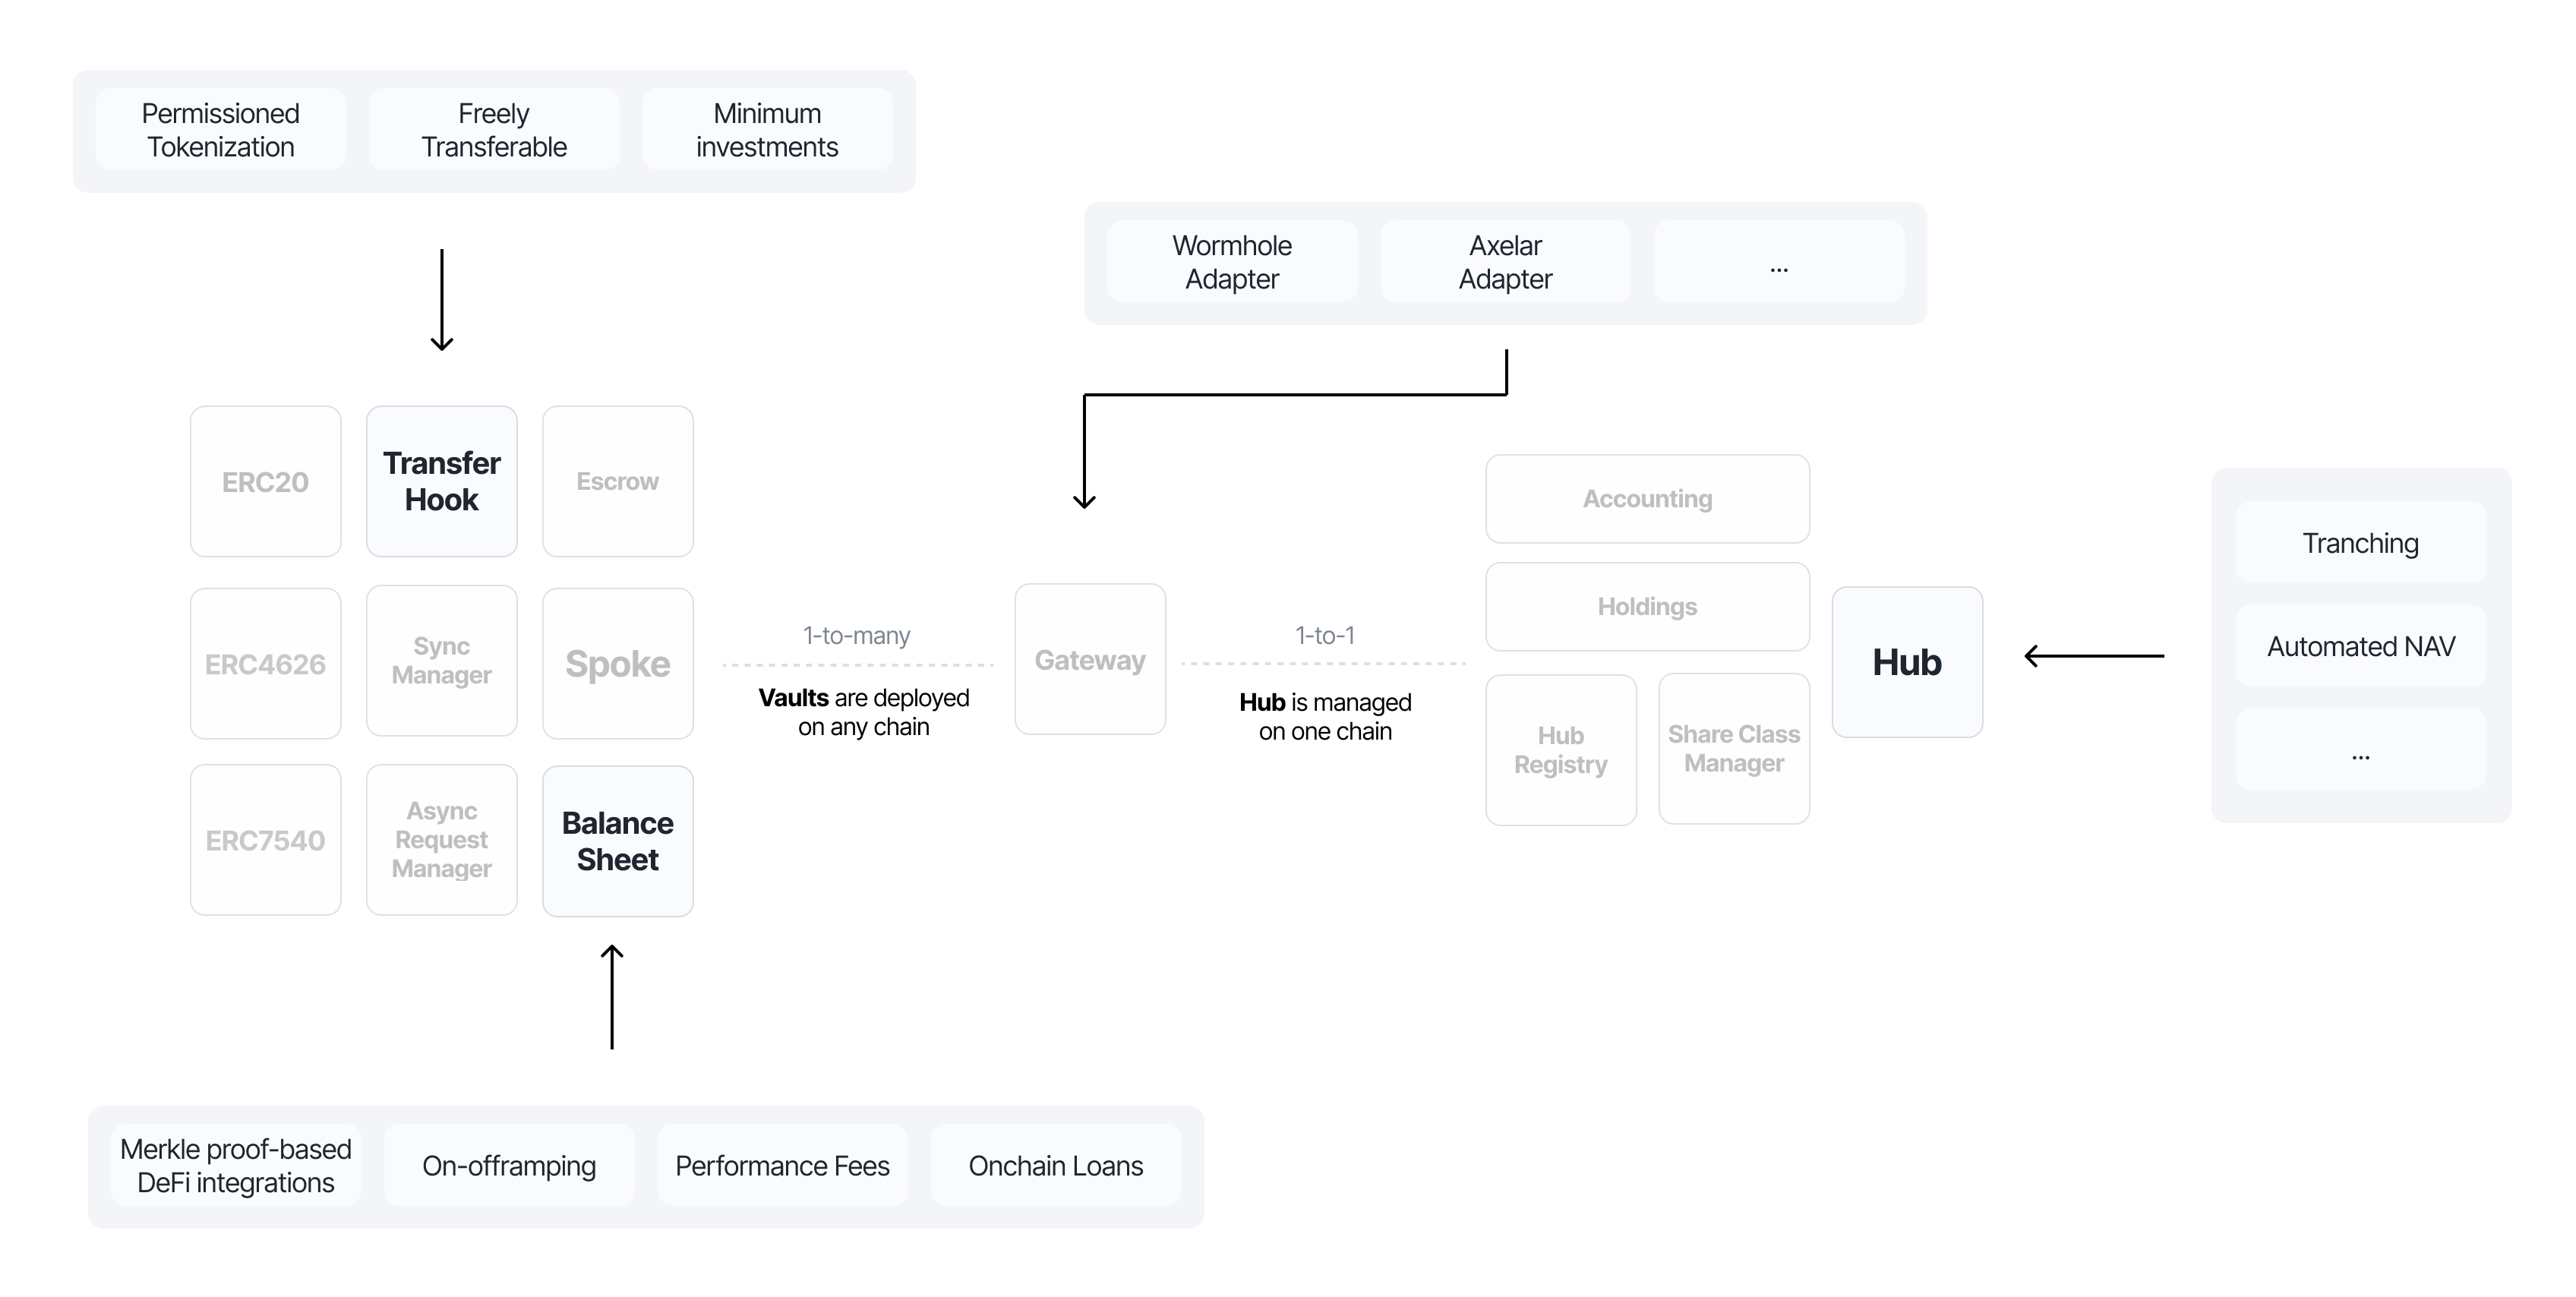 Permissioned
Tokenization
Freely
Transferable
Minimum
investments
Wormhole
Adapter
Axelar
Adapter
...
ERC20
Transfer
Hook
Escrow
ERC4626
Sync
Manager
Spoke
ERC7540
Async
Request
Manager
Balance
Sheet
1-to-many
Vaults are deployed
on any chain
Gateway
1-to-1
Hub is managed
on one chain
Accounting
Holdings
Hub
Registry
Share Class
Manager
Hub
Tranching
Automated NAV
...
Merkle proof-based
DeFi integrations
On-offramping
Performance Fees
Onchain Loans